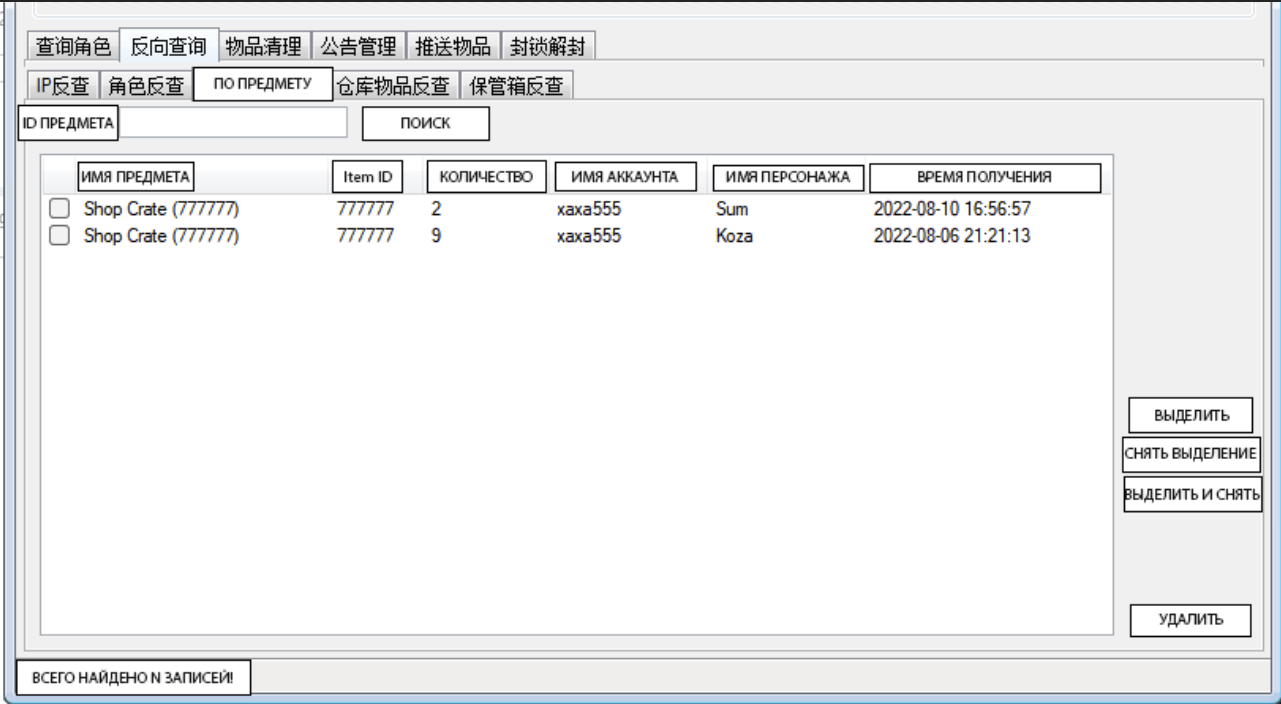 查询角色 反向查询 物品清理 公告管理 推送物品 封锁解封
IP反查 角色反查 ПО ПРЕДМЕТУ 仓库物品反查 保管箱反查
ID ПРЕДМЕТА ПОИСК
ИМЯ ПРЕДМЕТА Item ID КОЛИЧЕСТВО ИМЯ АККАУНТА ИМЯ ПЕРСОНАЖА ВРЕМЯ ПОЛУЧЕНИЯ
Shop Crate (777777) 777777 2 xaxa555 Sum 2022-08-10 16:56:57
Shop Crate (777777) 777777 9 xaxa555 Koza 2022-08-06 21:21:13
ВЫДЕЛИТЬ
СНЯТЬ ВЫДЕЛЕНИЕ
ВЫДЕЛИТЬ И СНЯТЬ
УДАЛИТЬ
ВСЕГО НАЙДЕНО N ЗАПИСЕЙ!